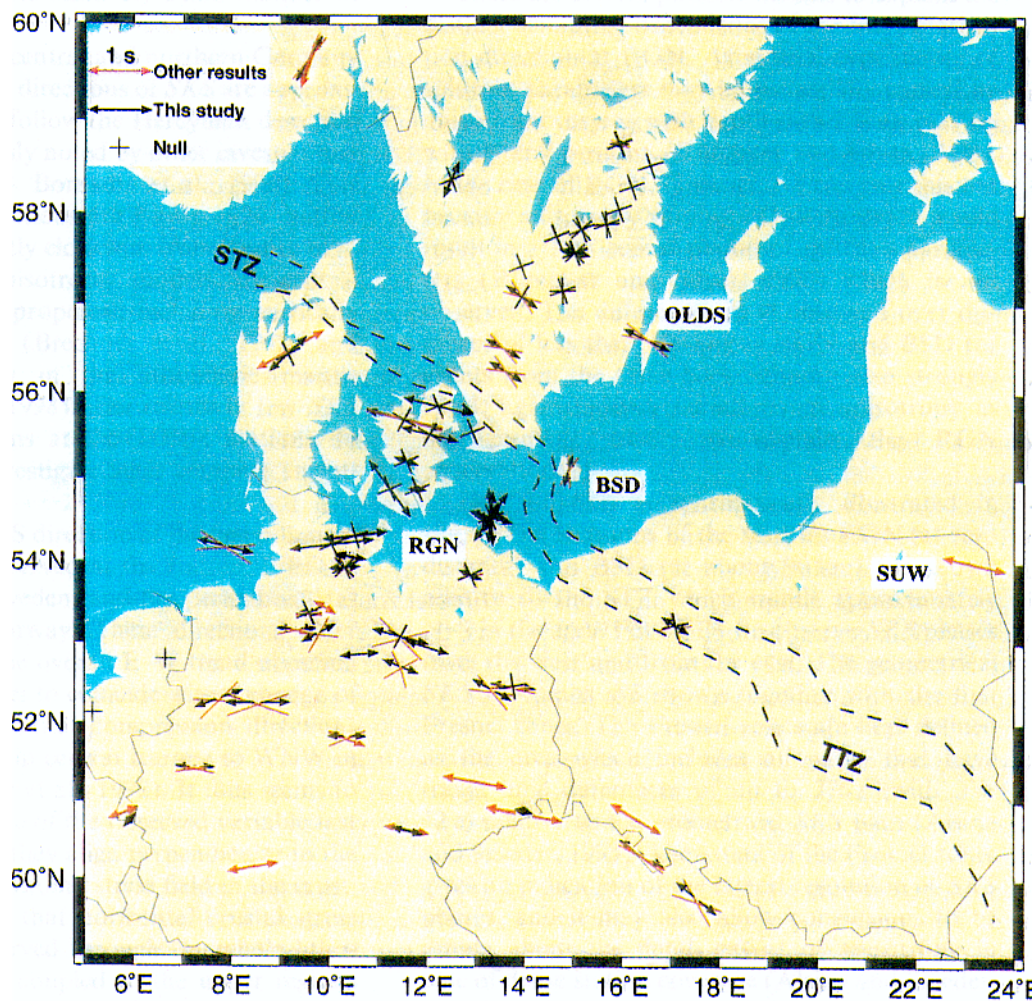 60°N
58°N
56°N
54°N
52°N
50°N
1 s
Other results
This study
Null
STZ
OLDS
BSD
RGN
SUW
TTZ
6°E
8°E
10°E
12°E
14°E
16°E
18°E
20°E
22°E
24°E